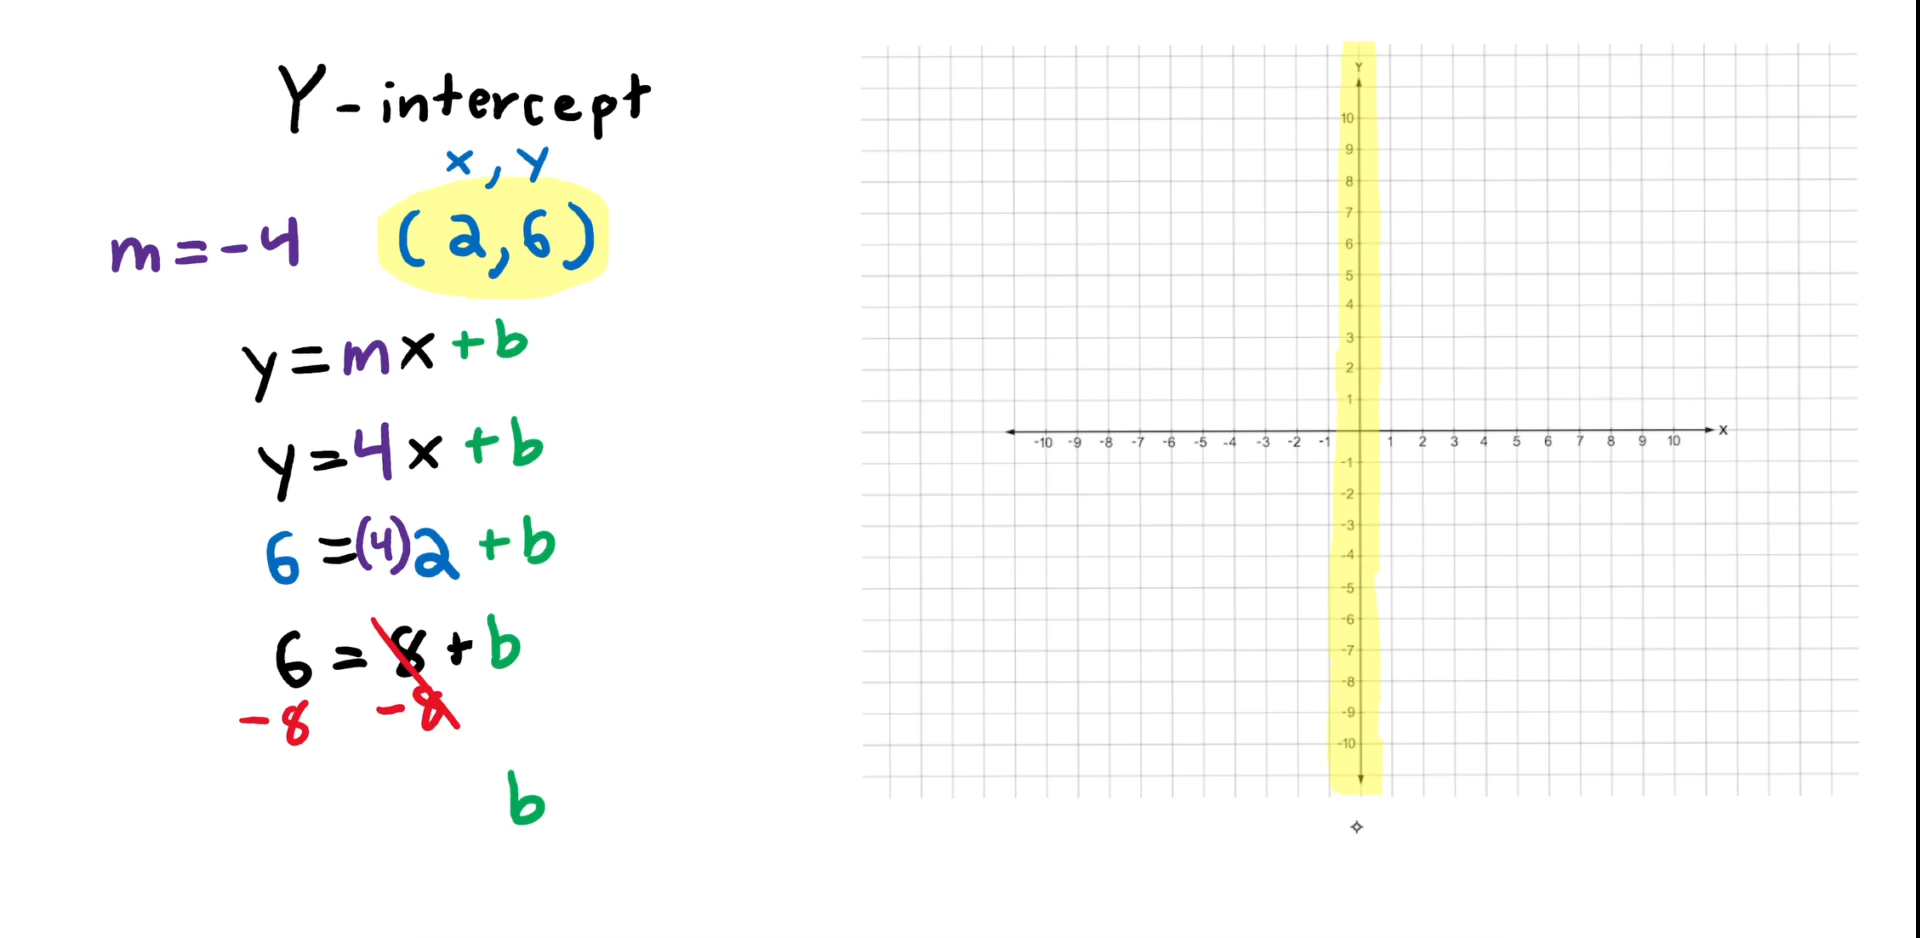 Y-intercept
x, y
m=-4 (2,6)
y=mx+b
y=4x+b
6=(4)2+b
6=8+b
-8 -8
b
Y
10
9
8
7
6
5
4
3
2
1
-10 -9 -8 -7 -6 -5 -4 -3 -2 -1 1 2 3 4 5 6 7 8 9 10 X
-1
-2
-3
-4
-5
-6
-7
-8
-9
-10